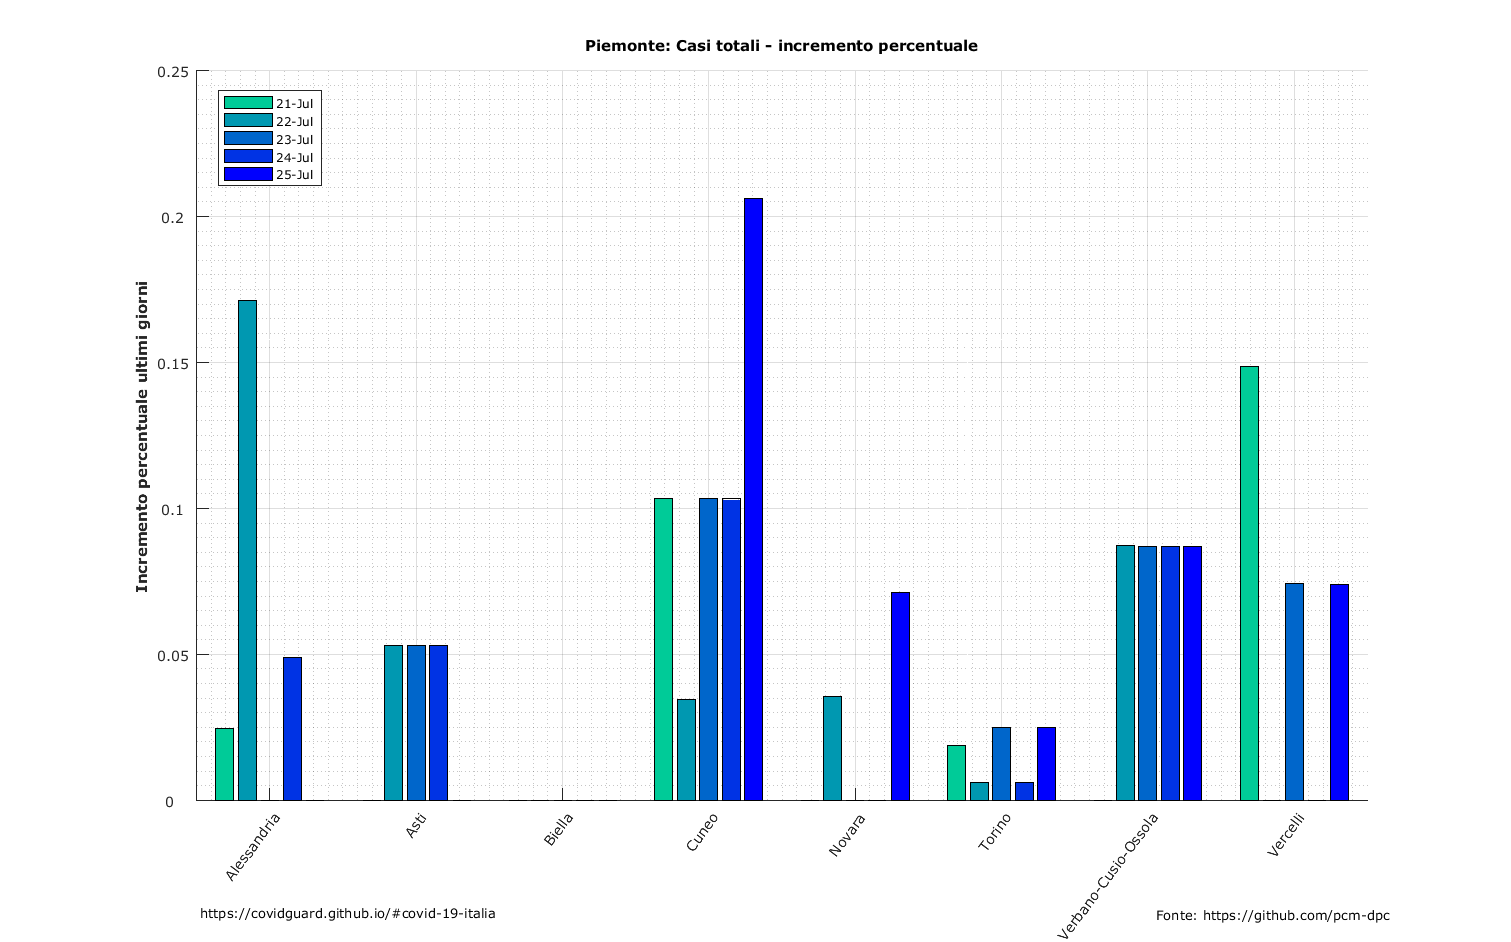 Piemonte: Casi totali - incremento percentuale
0.25
0.2
0.15
0.1
0.05
0
Incremento percentuale ultimi giorni
21-Jul
22-Jul
23-Jul
24-Jul
25-Jul
Alessandria
Asti
Biella
Cuneo
Novara
Torino
Verbano-Cusio-Ossola
Vercelli
https://covidguard.github.io/#covid-19-italia
Fonte: https://github.com/pcm-dpc